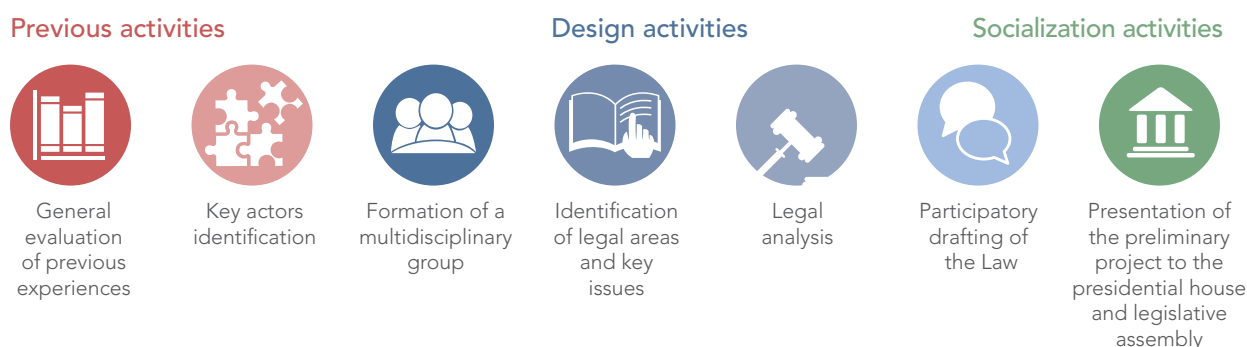 Previous activities
Design activities
Socialization activities
General
evaluation
of previous
experiences
Key actors
identification
Formation of a
multidisciplinary
group
Identification
of legal areas
and key
issues
Legal
analysis
Participatory
drafting of
the Law
Presentation of
the preliminary
project to the
presidential house
and legislative
assembly